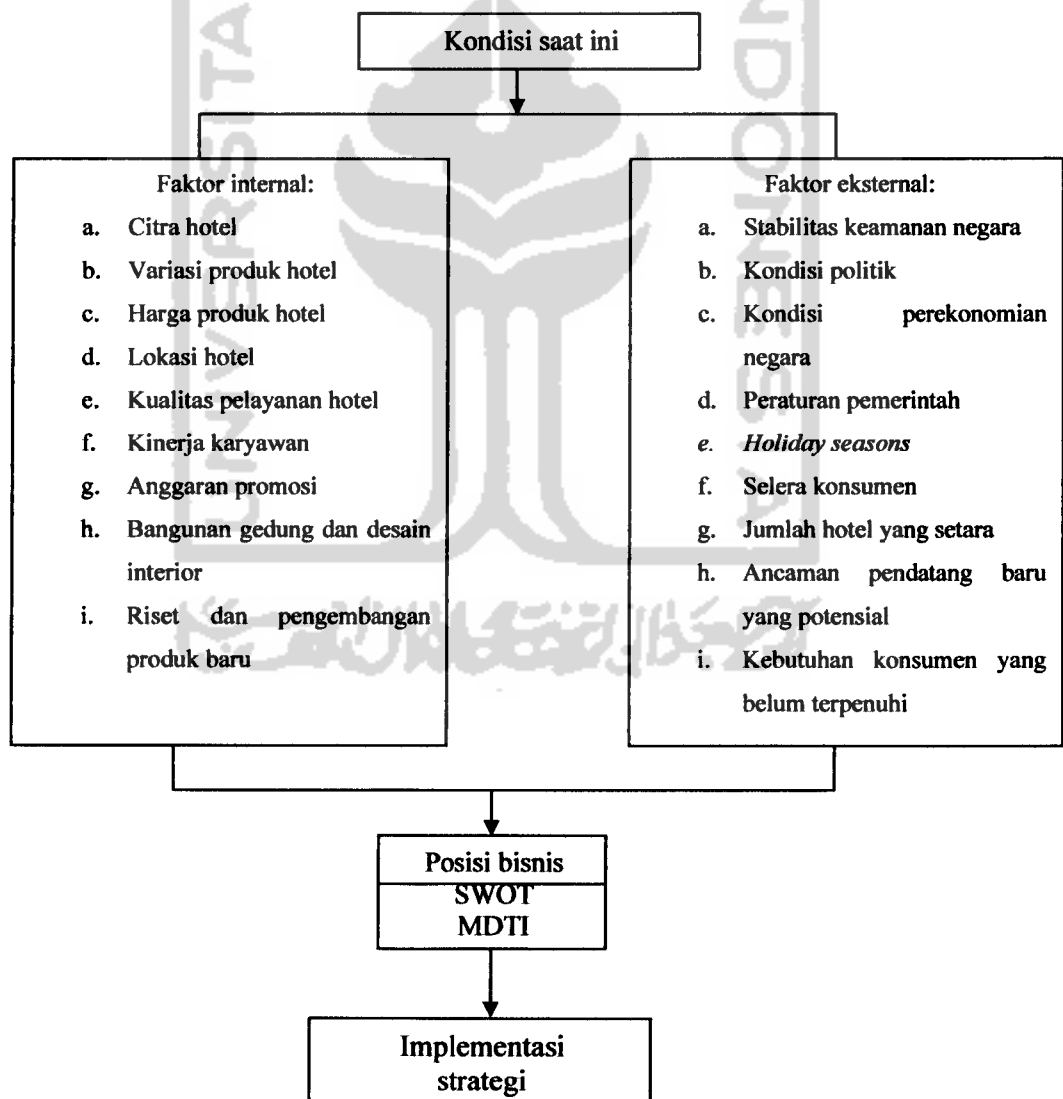 Kondisi saat ini
Faktor internal:
a. Citra hotel
b. Variasi produk hotel
c. Harga produk hotel
d. Lokasi hotel
e. Kualitas pelayanan hotel
f. Kinerja karyawan
g. Anggaran promosi
h. Bangunan gedung dan desain
interior
i. Riset dan pengembangan
produk baru
Faktor eksternal:
a. Stabilitas keamanan negara
b. Kondisi politik
c. Kondisi perekonomian
negara
d. Peraturan pemerintah
e. Holiday seasons
f. Selera konsumen
g. Jumlah hotel yang setara
h. Ancaman pendatang baru
yang potensial
i. Kebutuhan konsumen yang
belum terpenuhi
Posisi bisnis
SWOT
MDTI
Implementasi
strategi
UNIVERSITA
INDONESIA